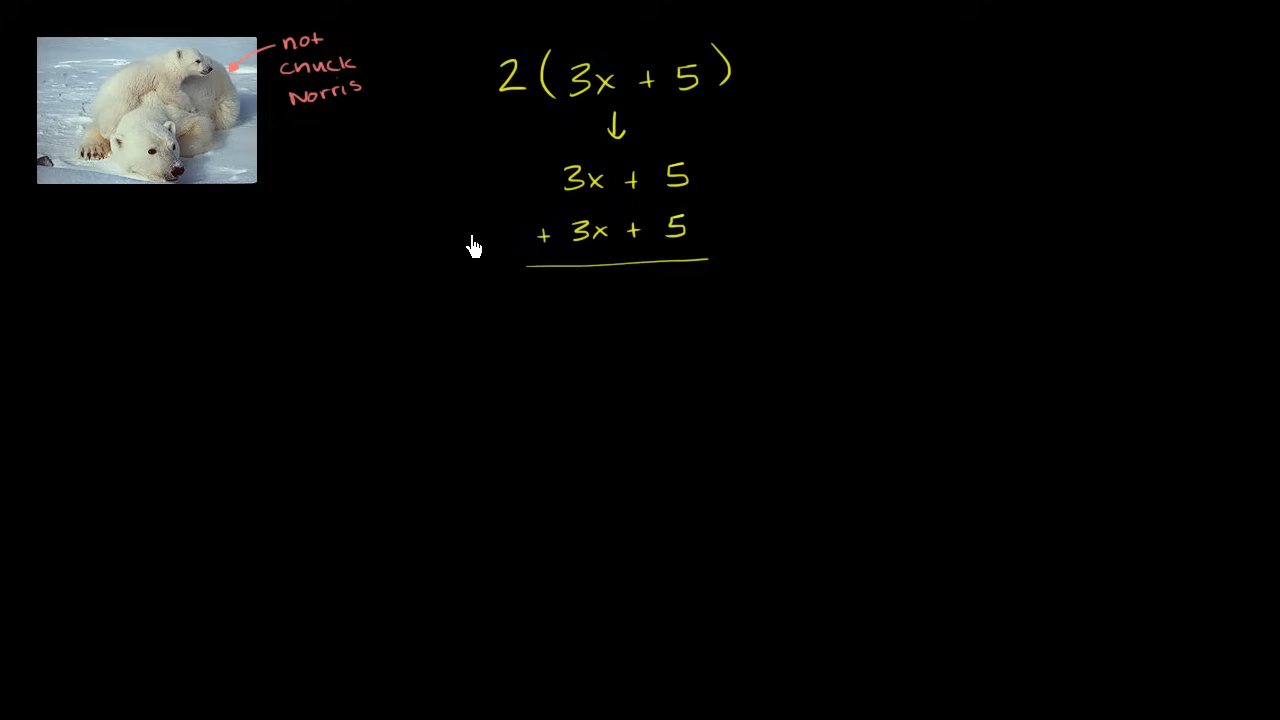 not
chuck
Norris
2(3x + 5)
↓
3x + 5
+ 3x + 5